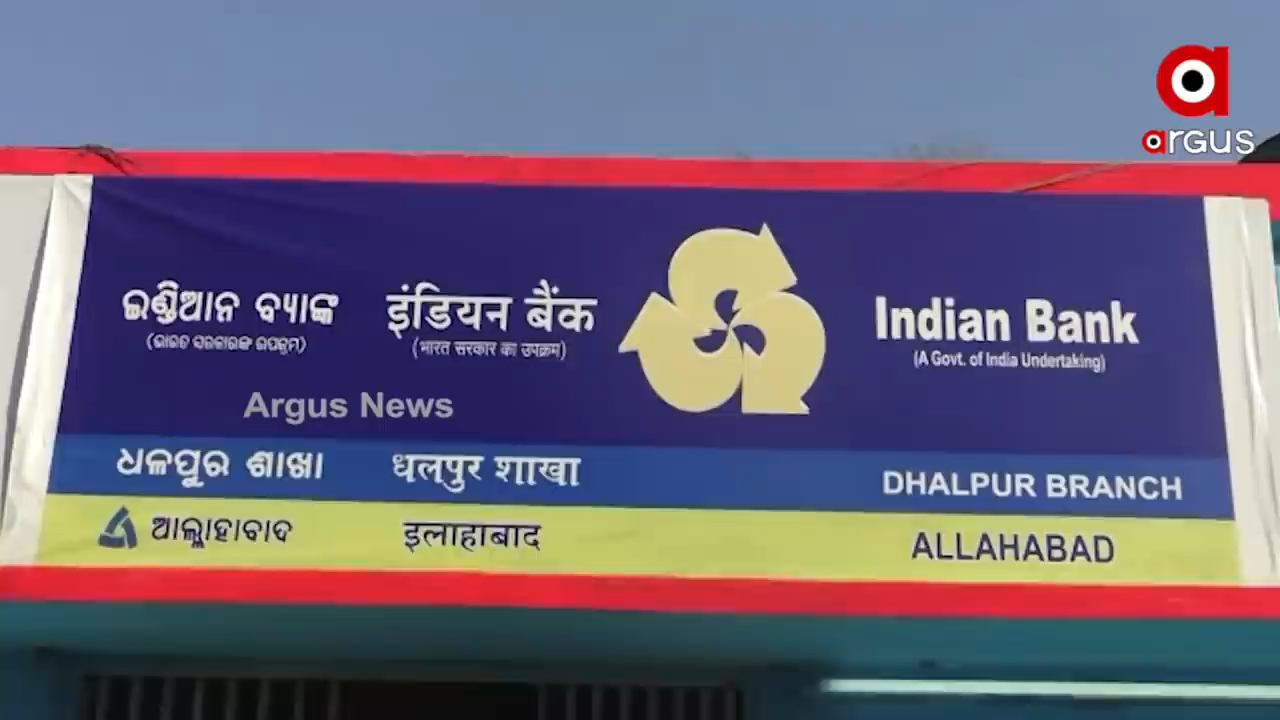 argus
ଇଣ୍ଡିଆନ ବ୍ୟାଙ୍କ
(ଭାରତ ସରକାରଙ୍କ ଉପକ୍ରମ)
इंडियन बैंक
(भारत सरकार का उपक्रम)
Indian Bank
(A Govt. of India Undertaking)
Argus News
ଧଳପୁର ଶାଖା
धलपुर शाखा
DHALPUR BRANCH
ଆଲ୍ଲାହାବାଦ
इलाहाबाद
ALLAHABAD